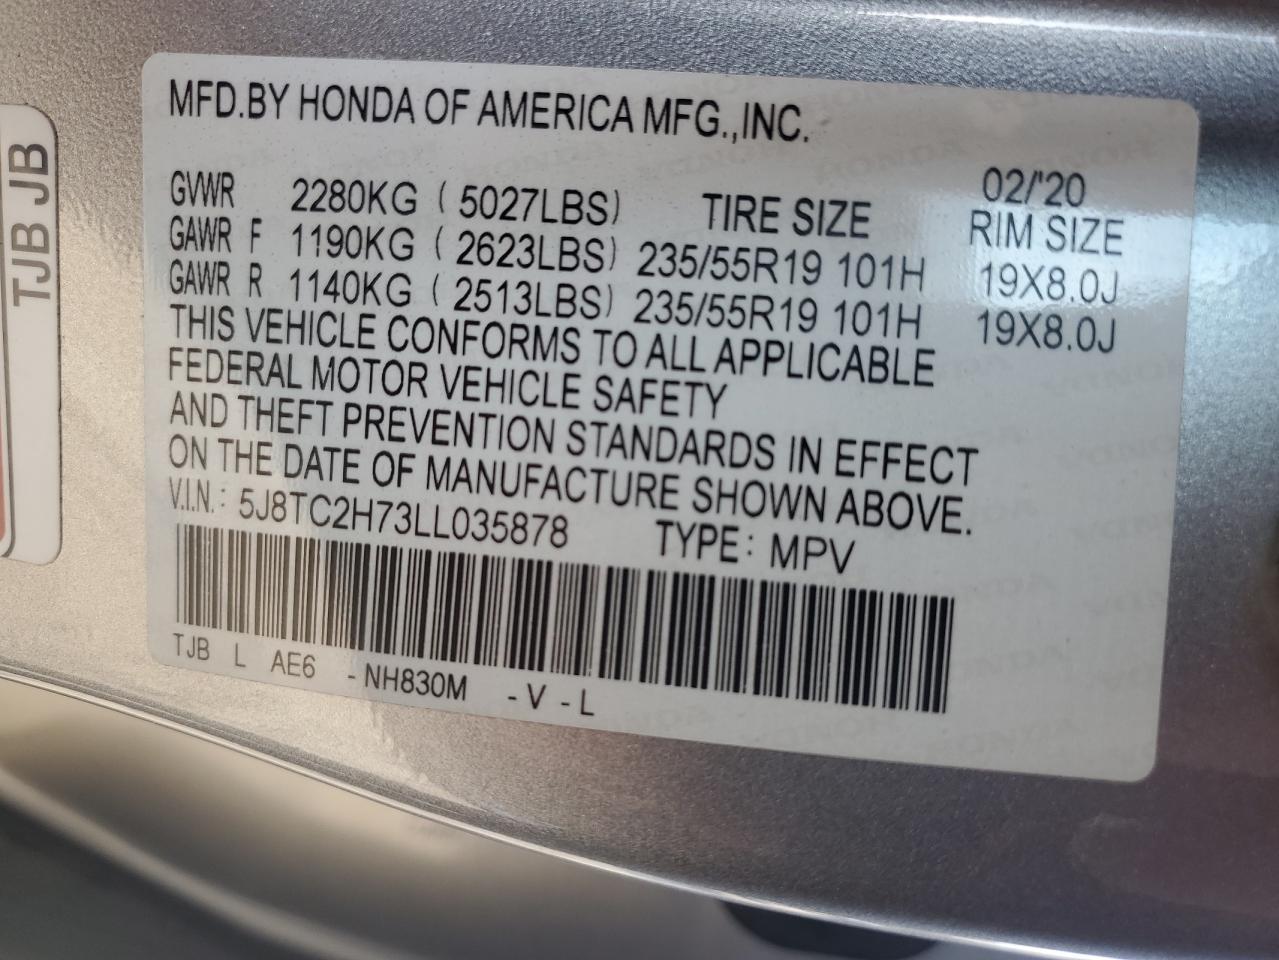 TJB JB
MFD.BY HONDA OF AMERICA MFG.,INC.
02/'20
GVWR 2280KG ( 5027LBS) TIRE SIZE RIM SIZE
GAWR F 1190KG ( 2623LBS) 235/55R19 101H 19X8.0J
GAWR R 1140KG ( 2513LBS) 235/55R19 101H 19X8.0J
THIS VEHICLE CONFORMS TO ALL APPLICABLE
FEDERAL MOTOR VEHICLE SAFETY
AND THEFT PREVENTION STANDARDS IN EFFECT
ON THE DATE OF MANUFACTURE SHOWN ABOVE.
V.I.N.: 5J8TC2H73LL035878 TYPE: MPV
TJB L AE6 -NH830M -V -L